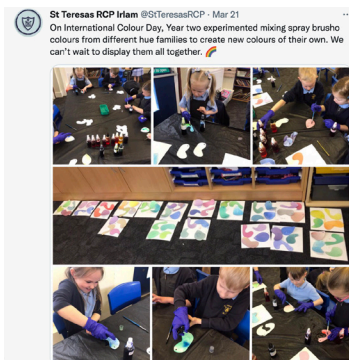 St Teresas RCP Irlam @StTeresasRCP · Mar 21
On International Colour Day, Year two experimented mixing spray brusho
colours from different hue families to create new colours of their own. We
can't wait to display them all together. 🌈